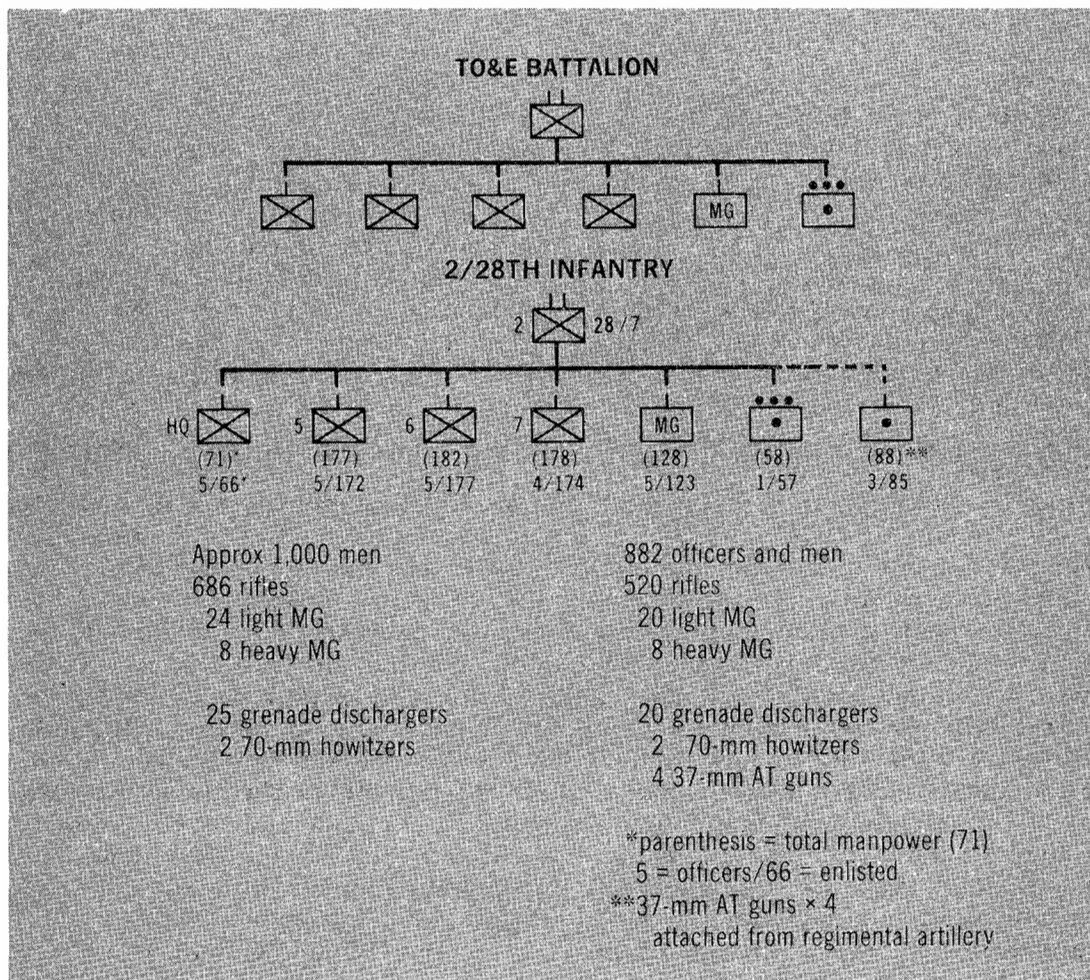 TO&E BATTALION
MG
2/28TH INFANTRY
2 28/7
HQ 5 6 7 MG
(71)* (177) (182) (178) (128) (58) (88)**
5/66* 5/172 5/177 4/174 5/123 1/57 3/85
Approx 1,000 men
686 rifles
24 light MG
8 heavy MG
25 grenade dischargers
2 70-mm howitzers
882 officers and men
520 rifles
20 light MG
8 heavy MG
20 grenade dischargers
2 70-mm howitzers
4 37-mm AT guns
*parenthesis = total manpower (71)
5 = officers/66 = enlisted
**37-mm AT guns × 4
attached from regimental artillery